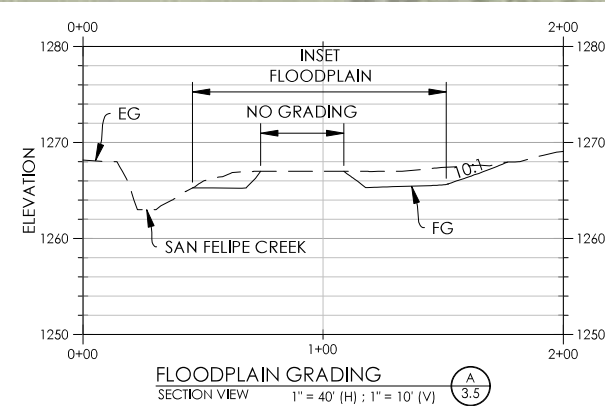 0+00 2+00
1280 1280
INSET
FLOODPLAIN
EG
NO GRADING
1270 1270
10:1
ELEVATION
FG
1260 1260
SAN FELIPE CREEK
1250 1250
0+00 1+00 2+00
FLOODPLAIN GRADING
SECTION VIEW 1" = 40' (H) ; 1" = 10' (V)
A
3.5